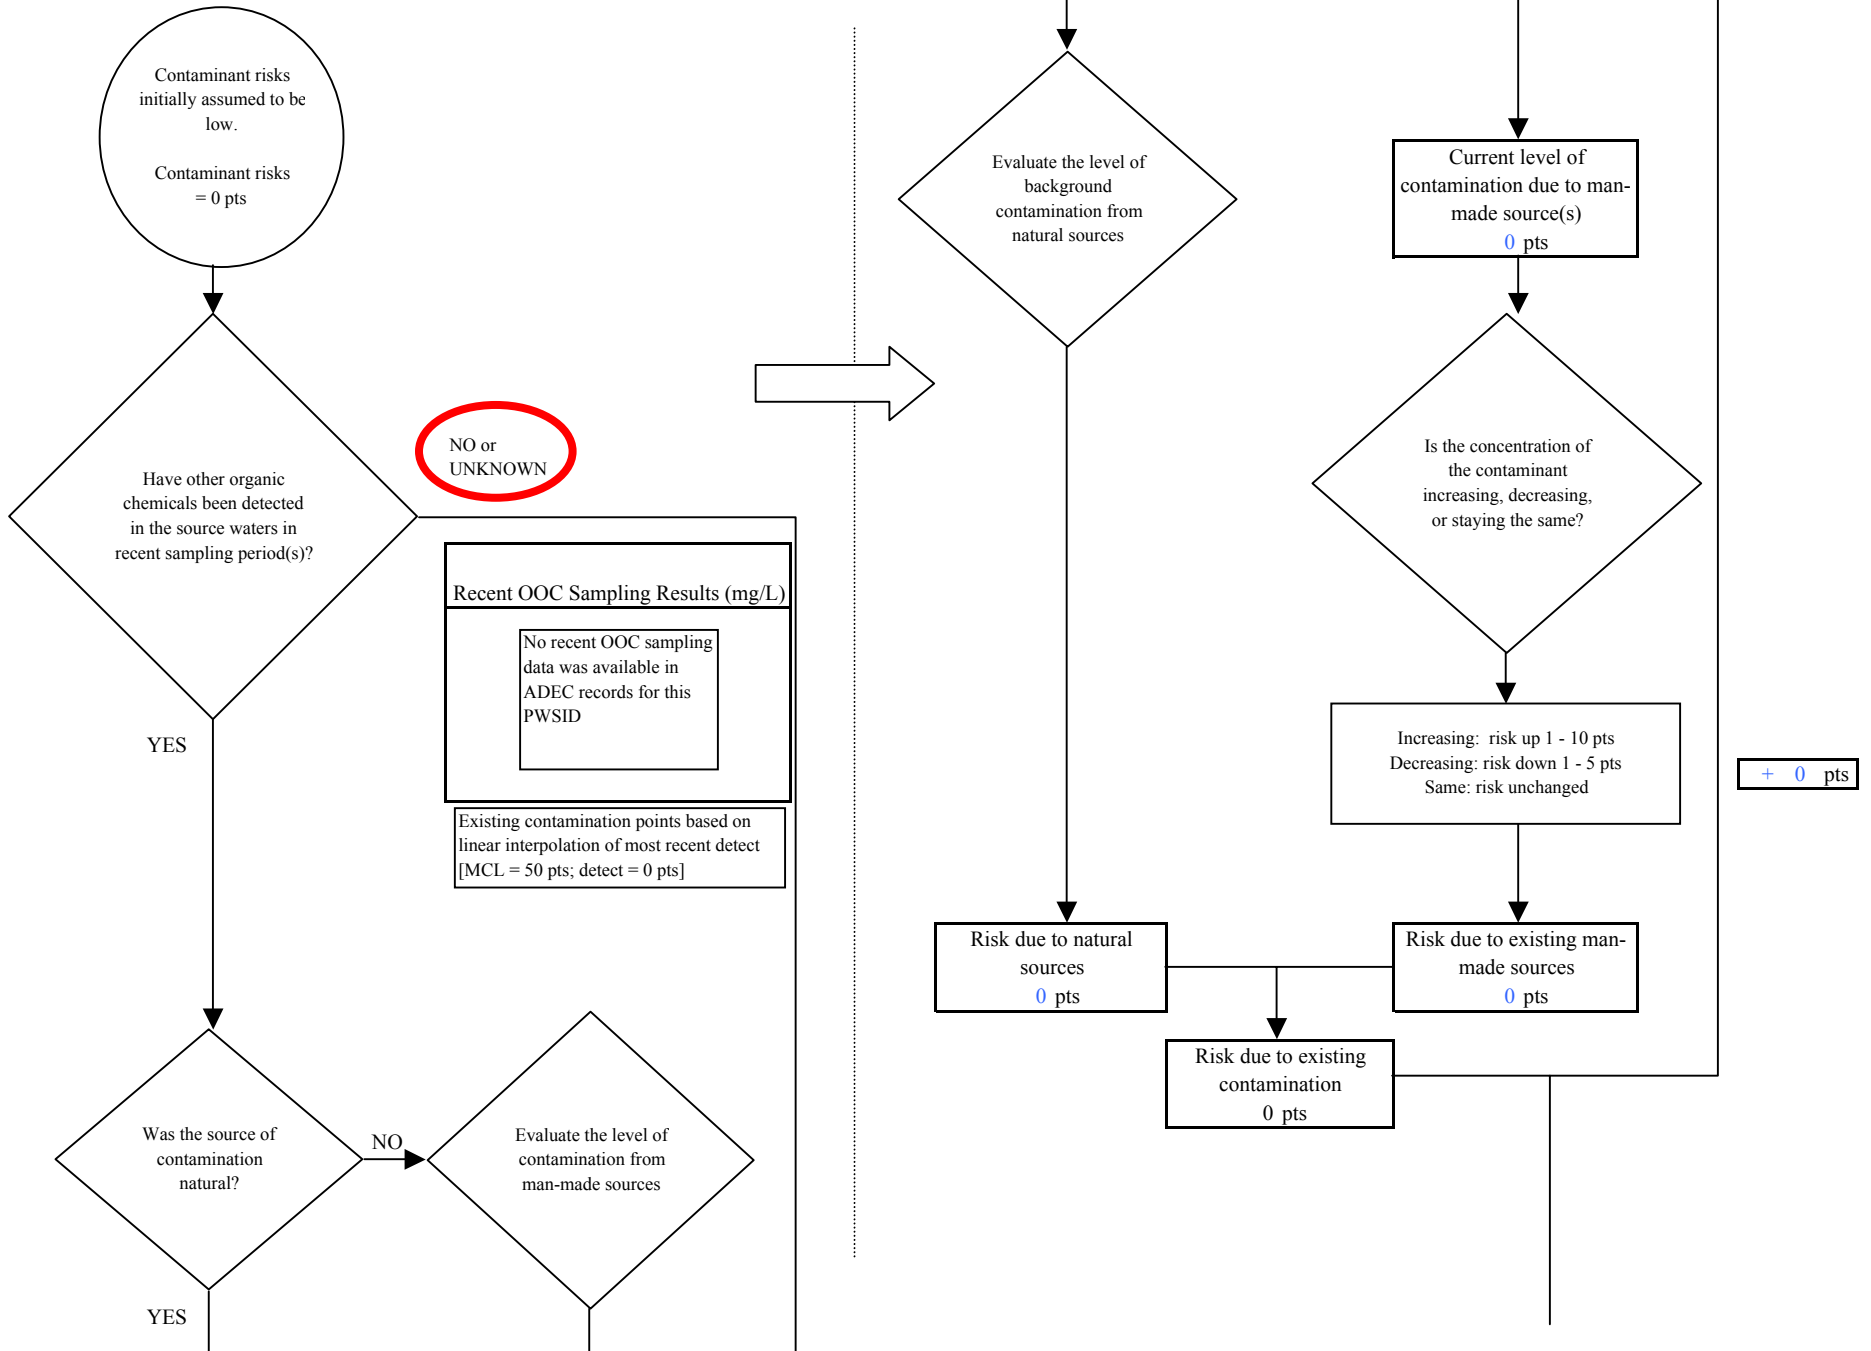 Contaminant risks
initially assumed to be
low.
Contaminant risks
= 0 pts
Have other organic
chemicals been detected
in the source waters in
recent sampling period(s)?
NO or
UNKNOWN
Recent OOC Sampling Results (mg/L)
No recent OOC sampling
data was available in
ADEC records for this
PWSID
Existing contamination points based on
linear interpolation of most recent detect
[MCL = 50 pts; detect = 0 pts]
YES
Was the source of
contamination
natural?
NO
Evaluate the level of
contamination from
man-made sources
YES
Evaluate the level of
background
contamination from
natural sources
Current level of
contamination due to man-
made source(s)
0 pts
Is the concentration of
the contaminant
increasing, decreasing,
or staying the same?
Increasing: risk up 1 - 10 pts
Decreasing: risk down 1 - 5 pts
Same: risk unchanged
+ 0 pts
Risk due to natural
sources
0 pts
Risk due to existing man-
made sources
0 pts
Risk due to existing
contamination
0 pts